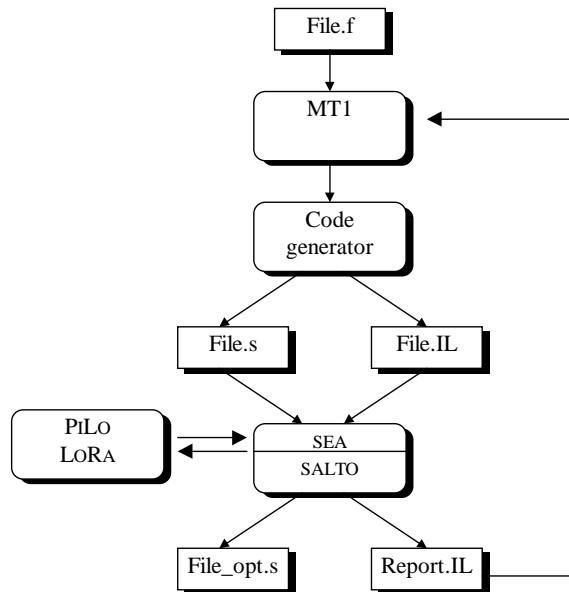 File.f
MT1
Code
generator
File.s
File.IL
PILO
LORA
SEA
SALTO
File_opt.s
Report.IL